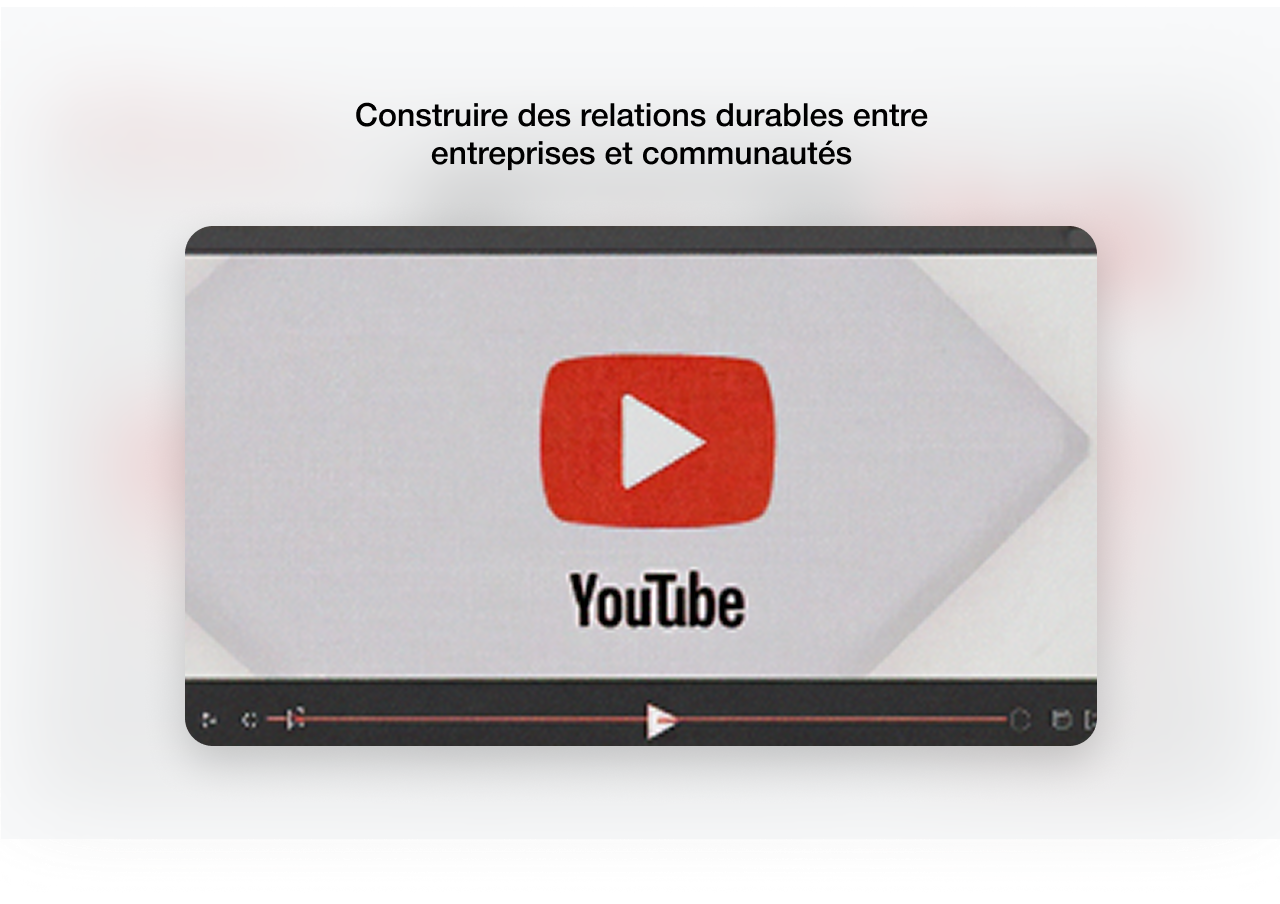 Construire des relations durables entre
entreprises et communautés
YouTube